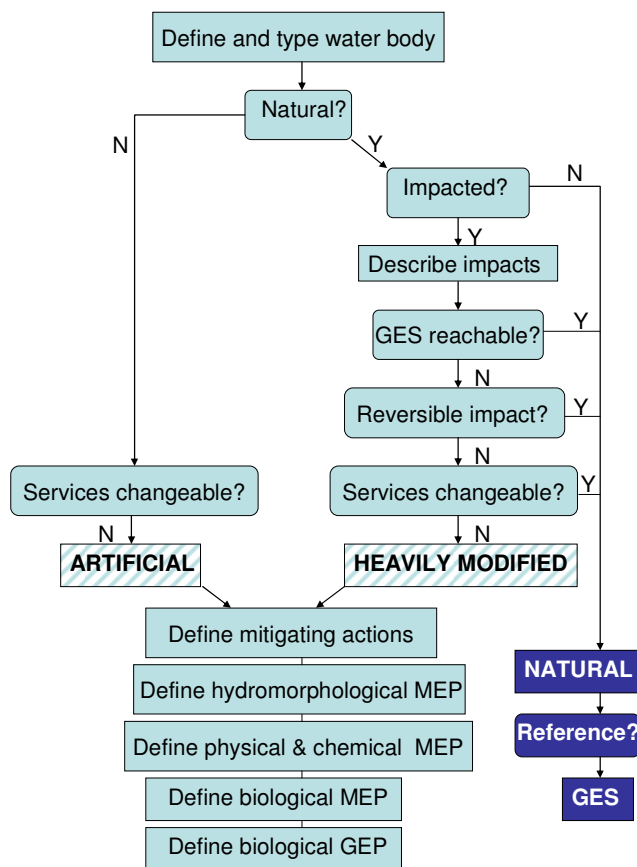 Define and type water body
Natural?
N
Y
Impacted?
N
Y
Describe impacts
GES reachable?
Y
N
Reversible impact?
Y
N
Services changeable?
Services changeable?
Y
N
N
ARTIFICIAL
HEAVILY MODIFIED
Define mitigating actions
NATURAL
Define hydromorphological MEP
Reference?
Define physical & chemical MEP
GES
Define biological MEP
Define biological GEP